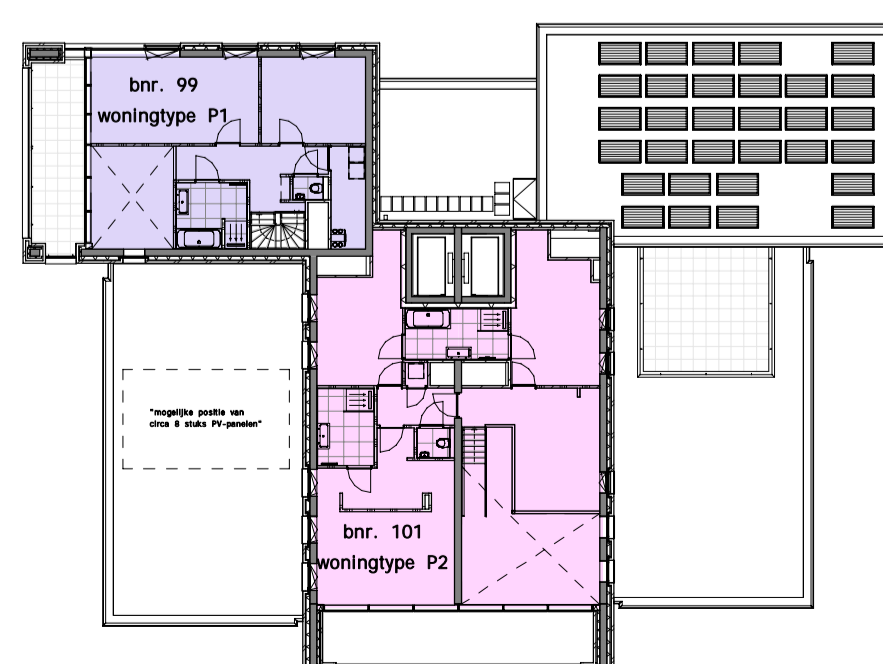 bnr. 99
woningtype P1
"mogelijke positie van
circa 8 stuks PV-panelen"
bnr. 101
woningtype P2